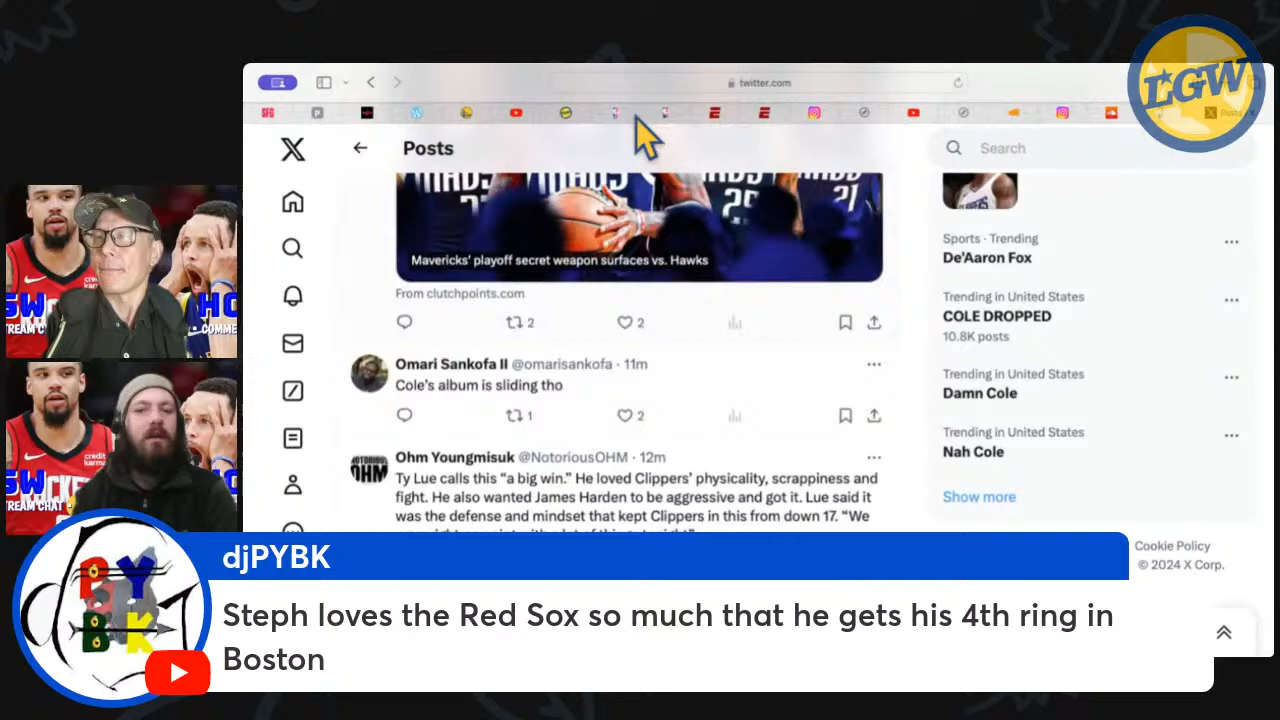 twitter.com
LGW
Posts
Search
MAVS
25
21
Mavericks' playoff secret weapon surfaces vs. Hawks
From clutchpoints.com
2
2
Sports · Trending
De'Aaron Fox
Trending in United States
COLE DROPPED
10.8K posts
Trending in United States
Damn Cole
Trending in United States
Nah Cole
Show more
Omari Sankofa II @omarisankofa · 11m
Cole's album is sliding tho
1
2
NOTORIOUS
OHM
Ohm Youngmisuk @NotoriousOHM · 12m
Ty Lue calls this “a big win.” He loved Clippers’ physicality, scrappiness and
fight. He also wanted James Harden to be aggressive and got it. Lue said it
was the defense and mindset that kept Clippers in this from down 17. “We
Cookie Policy
© 2024 X Corp.
PYBK
djPYBK
Steph loves the Red Sox so much that he gets his 4th ring in
Boston